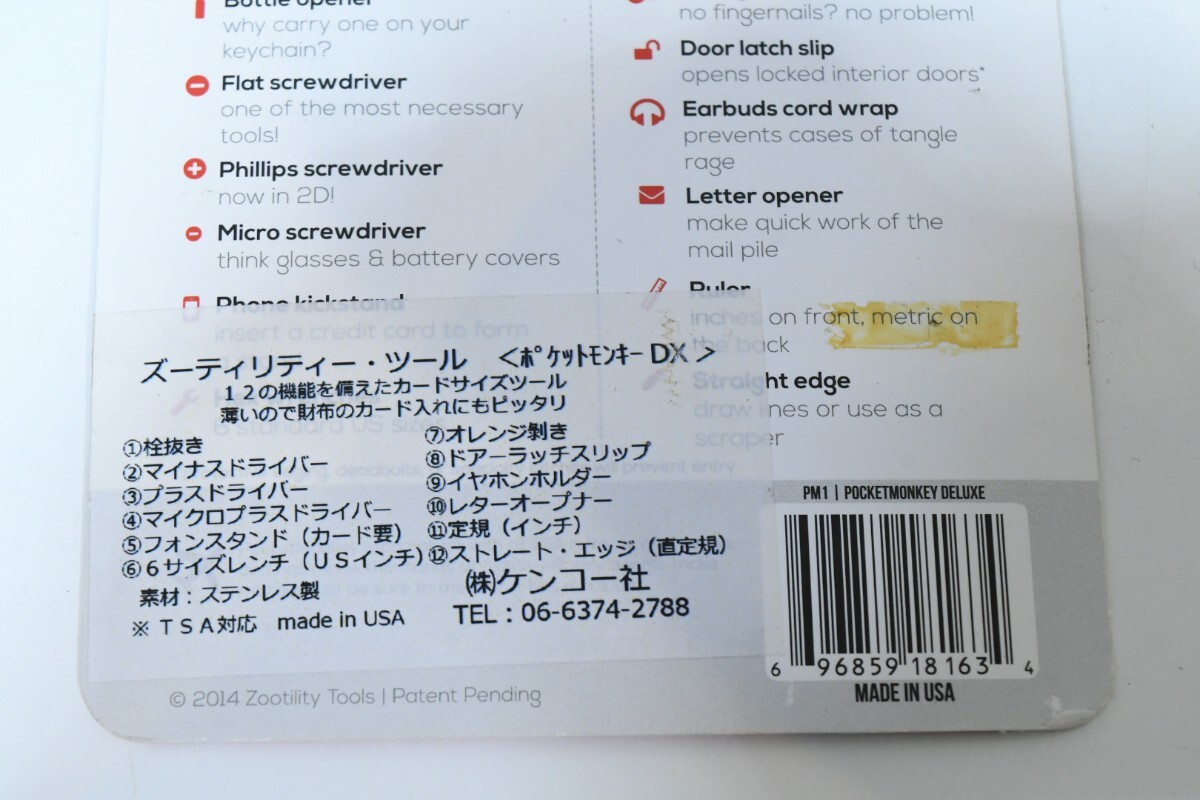 Bottle opener
why carry one on your
keychain?
Flat screwdriver
one of the most necessary
tools!
Phillips screwdriver
now in 2D!
Micro screwdriver
think glasses & battery covers
Phone kickstand
insert a credit card to form
no fingernails? no problem!
Door latch slip
opens locked interior doors*
Earbuds cord wrap
prevents cases of tangle
rage
Letter opener
make quick work of the
mail pile
Ruler
inches on front, metric on
the back
Straight edge
draw lines or use as a
scraper
ズーティリティー・ツール <ポケットモンキーDX>
12の機能を備えたカードサイズツール
薄いので財布のカード入れにもピッタリ
①栓抜き
②マイナスドライバー
③プラスドライバー
④マイクロプラスドライバー
⑤フォンスタンド（カード要）
⑥6サイズレンチ（USインチ）
⑦オレンジ剝き
⑧ドアーラッチスリップ
⑨イヤホンホルダー
⑩レターオープナー
⑪定規（インチ）
⑫ストレート・エッジ（直定規）
素材：ステンレス製
※ TSA対応 made in USA
㈱ケンコー社
TEL：06-6374-2788
6 standard US sizes
deadbolts, will prevent entry
PM1 | POCKETMONKEY DELUXE
6 96859 18163 4
MADE IN USA
© 2014 Zootility Tools | Patent Pending